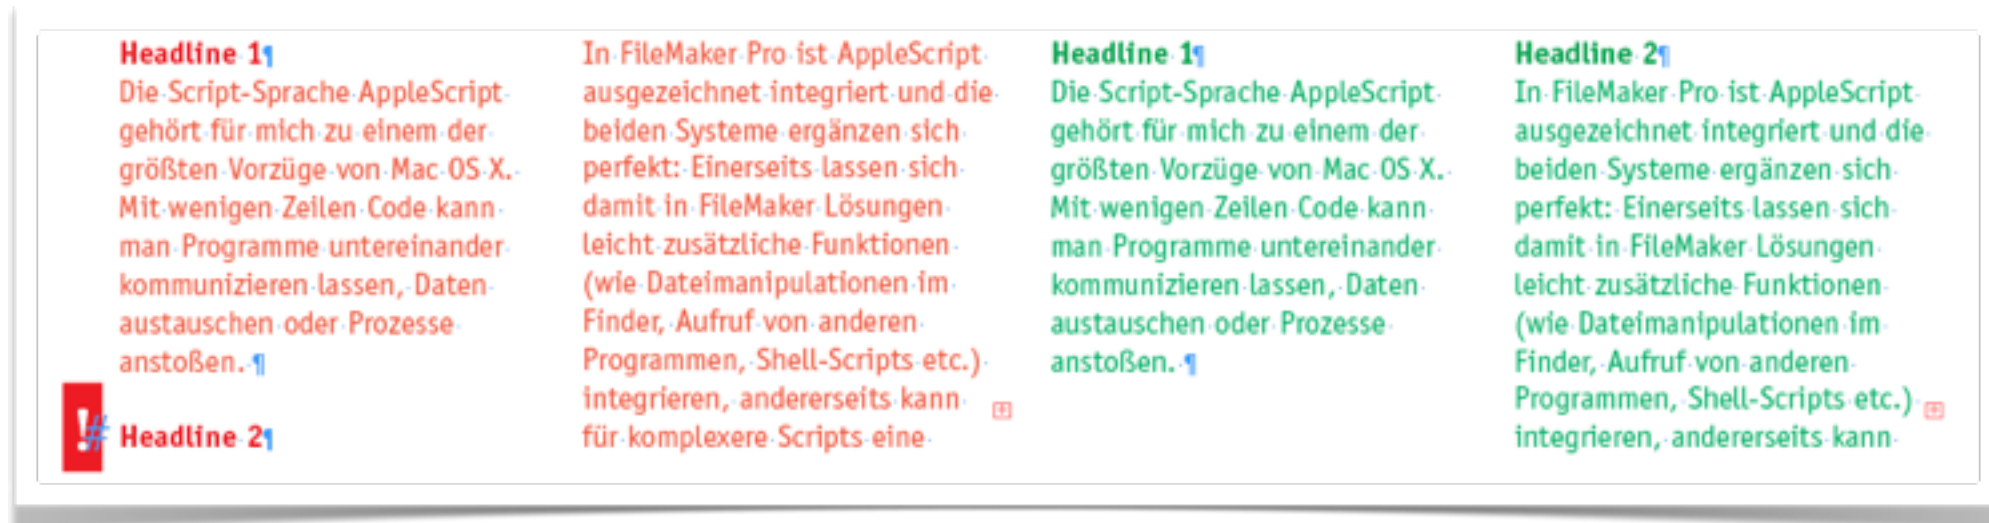 Headline 1¶
Die Script-Sprache AppleScript
gehört für mich zu einem der
größten Vorzüge von Mac OS X.
Mit wenigen Zeilen Code kann
man Programme untereinander
kommunizieren lassen, Daten
austauschen oder Prozesse
anstoßen. ¶
!# Headline 2¶
In FileMaker Pro ist AppleScript
ausgezeichnet integriert und die
beiden Systeme ergänzen sich
perfekt: Einerseits lassen sich
damit in FileMaker Lösungen
leicht zusätzliche Funktionen
(wie Dateimanipulationen im
Finder, Aufruf von anderen
Programmen, Shell-Scripts etc.)
integrieren, andererseits kann
für komplexere Scripts eine
Headline 1¶
Die Script-Sprache AppleScript
gehört für mich zu einem der
größten Vorzüge von Mac OS X.
Mit wenigen Zeilen Code kann
man Programme untereinander
kommunizieren lassen, Daten
austauschen oder Prozesse
anstoßen. ¶
Headline 2¶
In FileMaker Pro ist AppleScript
ausgezeichnet integriert und die
beiden Systeme ergänzen sich
perfekt: Einerseits lassen sich
damit in FileMaker Lösungen
leicht zusätzliche Funktionen
(wie Dateimanipulationen im
Finder, Aufruf von anderen
Programmen, Shell-Scripts etc.)
integrieren, andererseits kann